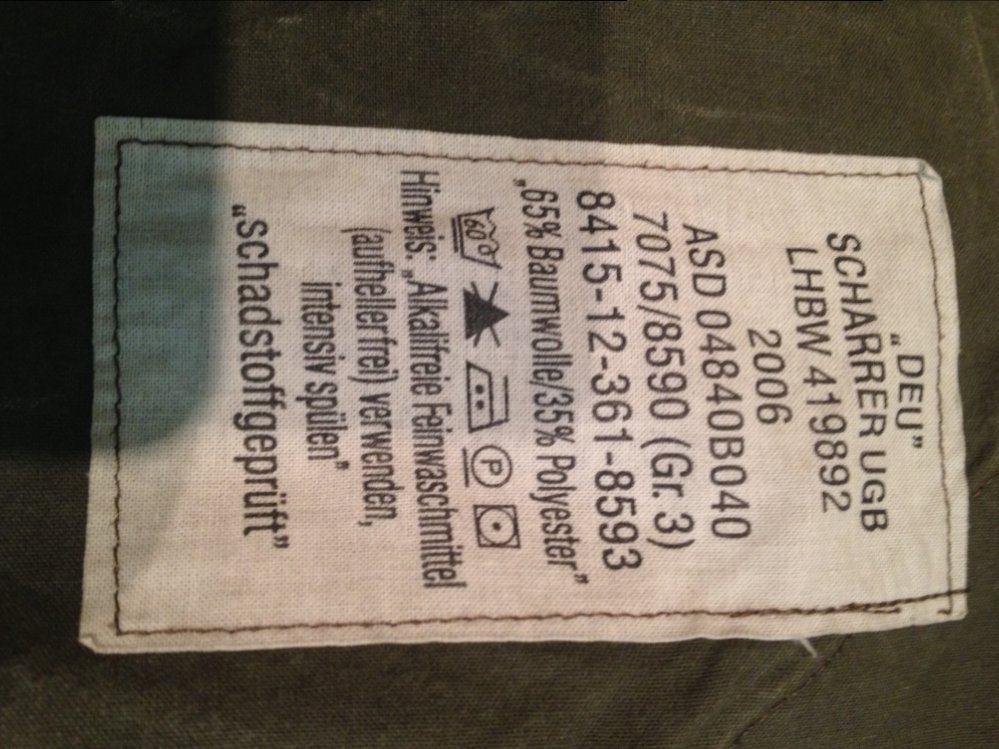 „DEU”
SCHARRER UGB
LHBW 419892
2006
ASD 04840B040
7075/8590 (Gr. 3)
8415-12-361-8593
„65% Baumwolle/35% Polyester”
60° P
Hinweis: „Alkalifreie Feinwaschmittel
(aufhellerfrei) verwenden,
intensiv spülen”
„schadstoffgeprüft”